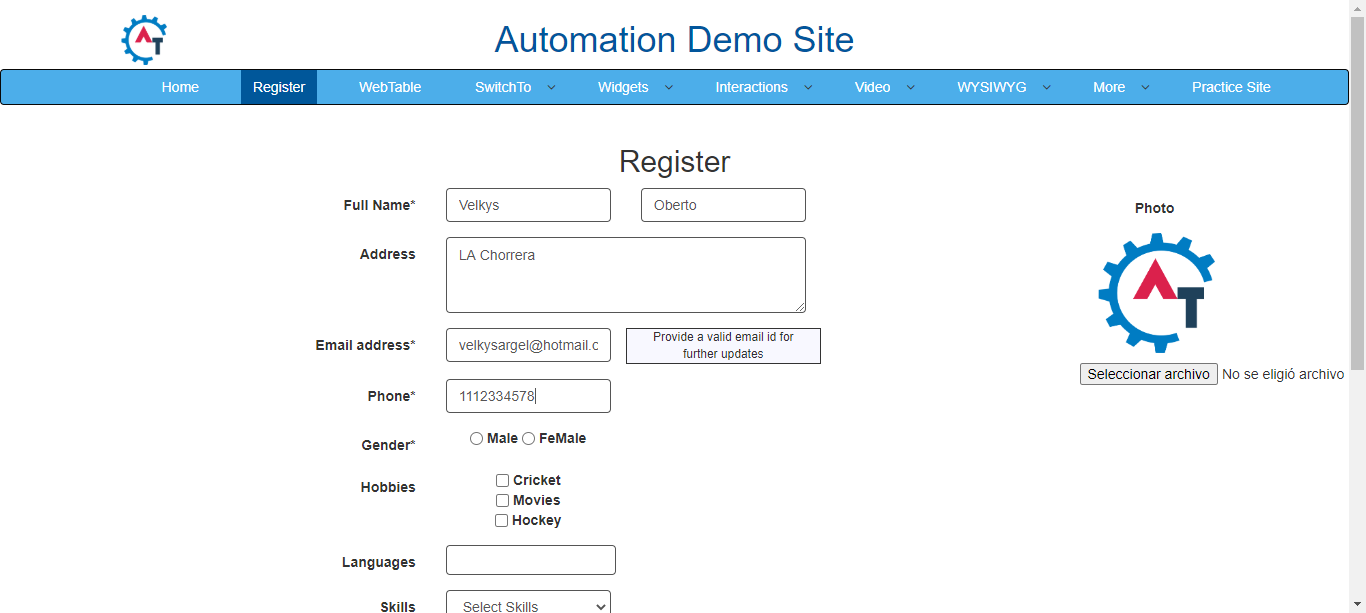 AT
Automation Demo Site
Home Register WebTable SwitchTo Widgets Interactions Video WYSIWYG More Practice Site
Register
Full Name* Velkys Oberto
Photo
Address LA Chorrera
AT
Email address* velkysargel@hotmail.c
Provide a valid email id for
further updates
Seleccionar archivo No se eligió archivo
Phone* 1112334578
Gender* Male FeMale
Hobbies Cricket
Movies
Hockey
Languages
Skills Select Skills